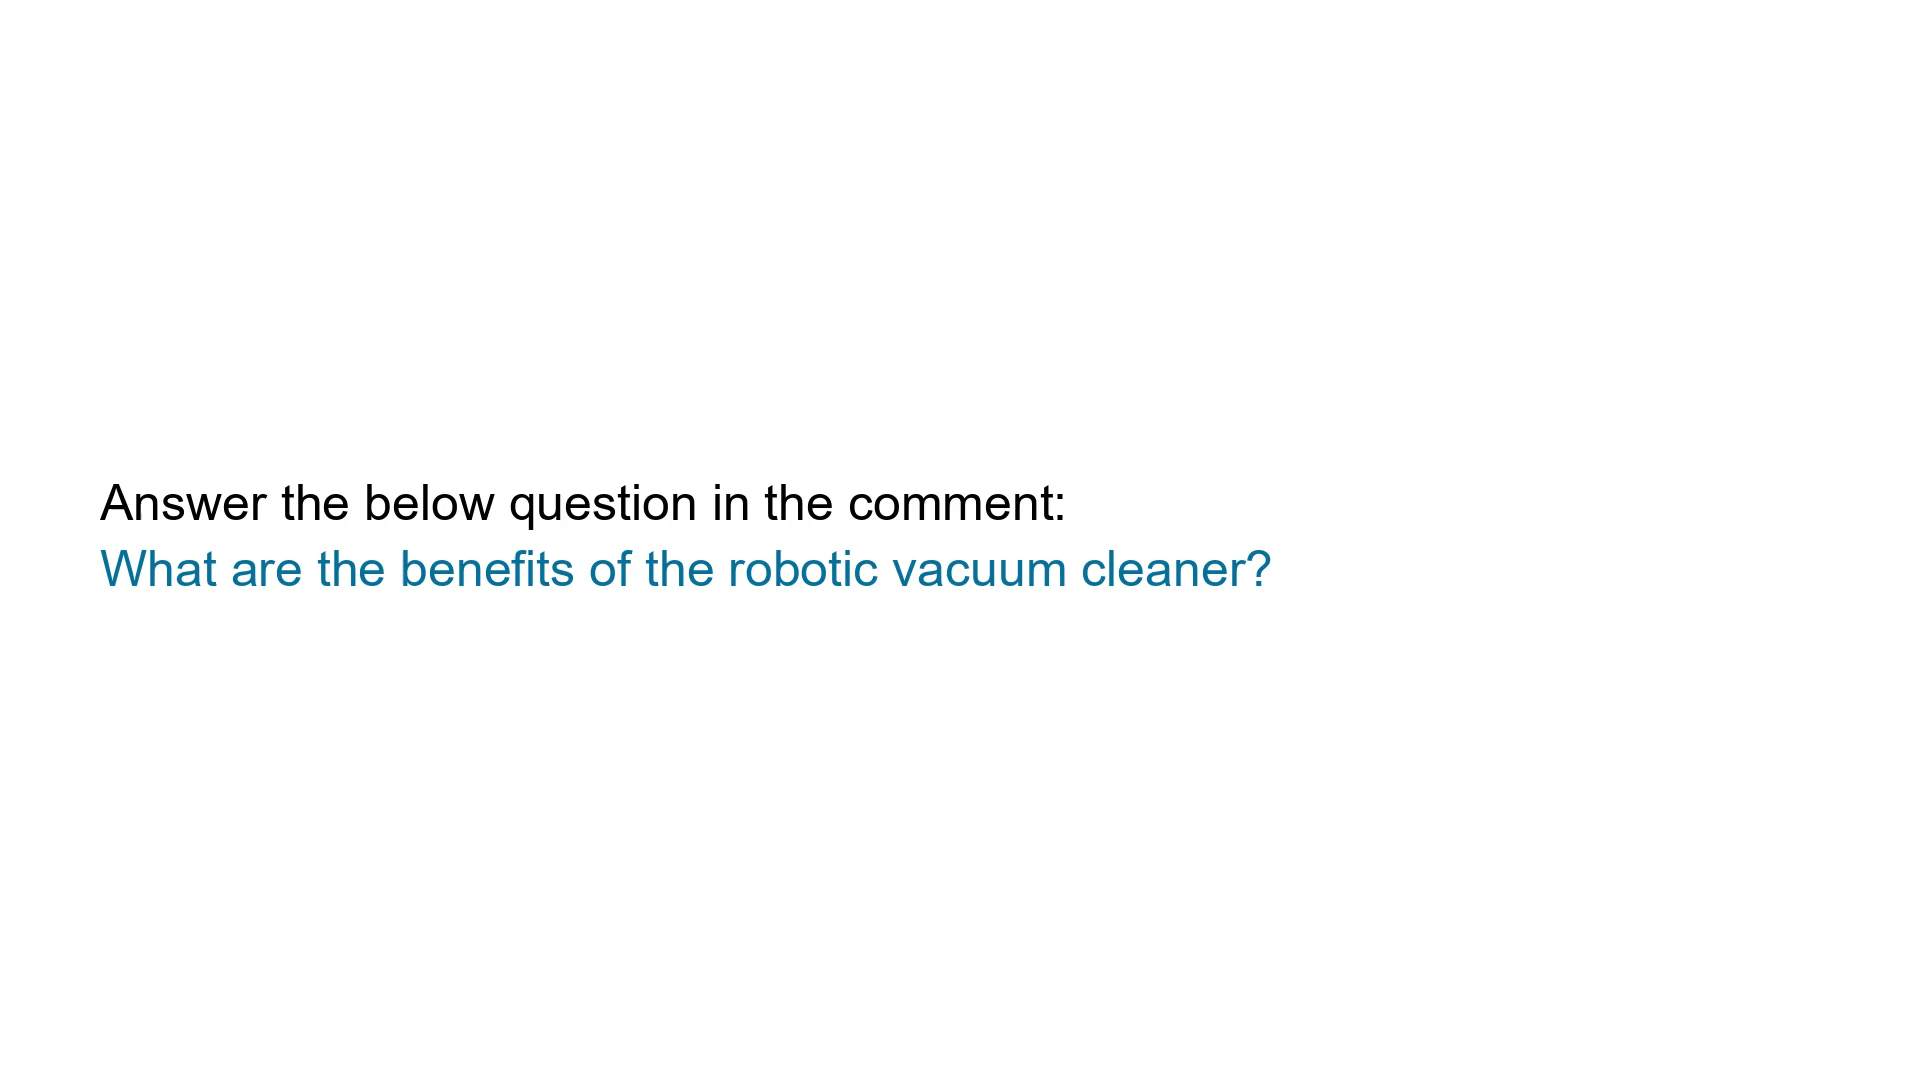 Answer the below question in the comment:
What are the benefits of the robotic vacuum cleaner?